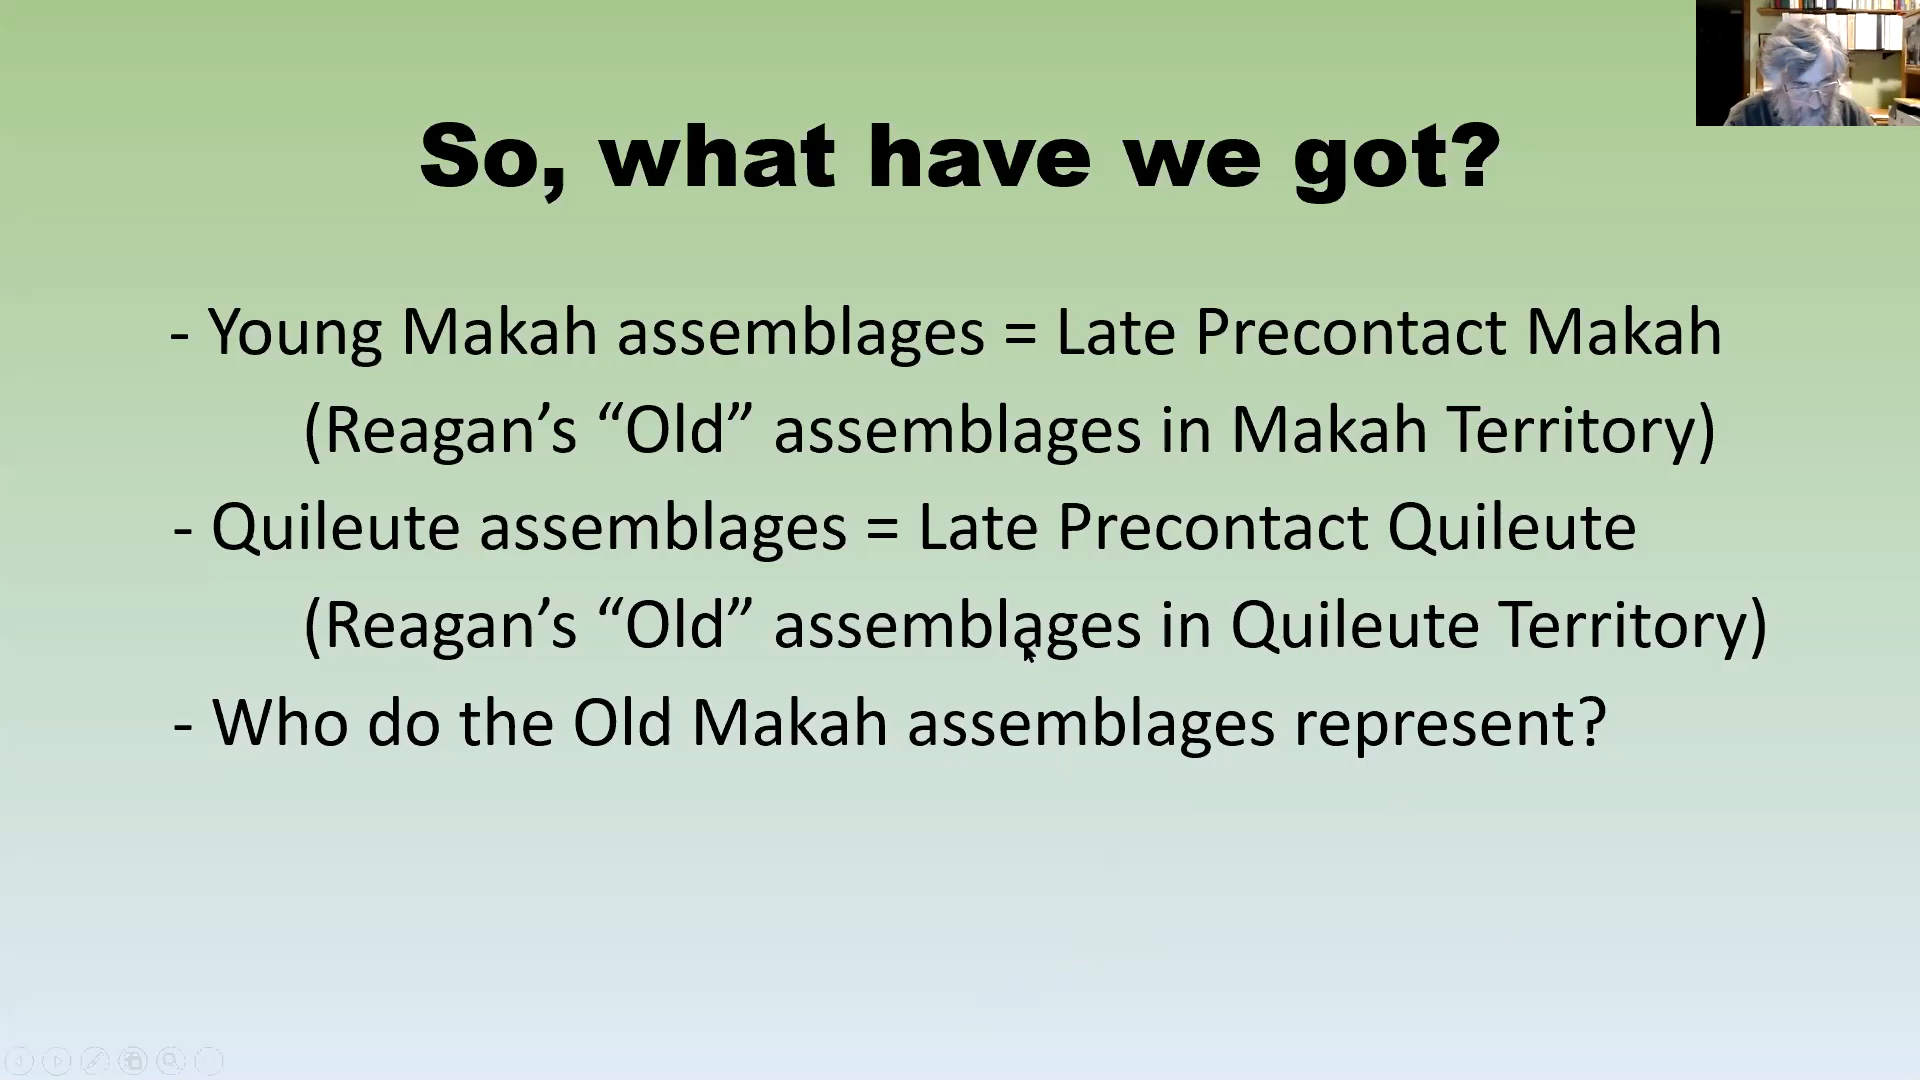 So, what have we got?
- Young Makah assemblages = Late Precontact Makah
(Reagan’s “Old” assemblages in Makah Territory)
- Quileute assemblages = Late Precontact Quileute
(Reagan’s “Old” assemblages in Quileute Territory)
- Who do the Old Makah assemblages represent?